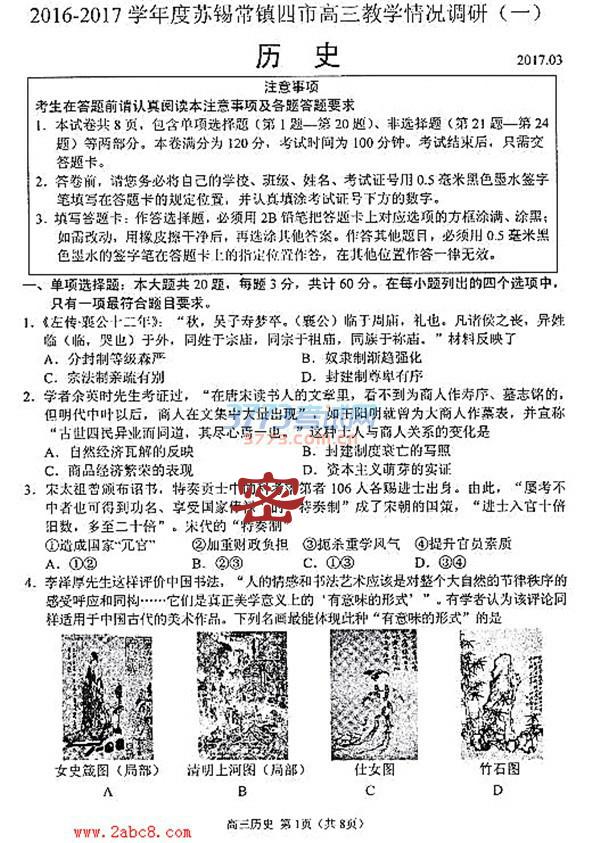 2016-2017 学年度苏锡常镇四市高三教学情况调研（一）
历 史
2017.03
注意事项
考生在答题前请认真阅读本注意事项及各题答题要求
1. 本试卷共 8 页，包含单项选择题（第 1 题—第 20 题）、非选择题（第 21 题—第 24
题）等两部分。本卷满分为 120 分，考试时间为 100 分钟。考试结束后，只需交
答题卡。
2. 答卷前，请您务必将自己的学校、班级、姓名、考试证号用 0.5 毫米黑色墨水签字
笔填写在答题卡的规定位置，并认真填涂考试证号下方的数字。
3. 填写答题卡：作答选择题，必须用 2B 铅笔把答题卡上对应选项的方框涂满、涂黑；
如需改动，用橡皮擦干净后，再选涂其他答案。作答其他题目，必须用 0.5 毫米黑
色墨水的签字笔在答题卡上的指定位置作答，在其他位置作答一律无效。
一、单项选择题：本大题共 20 题，每题 3 分，共计 60 分。在每小题列出的四个选项中，
只有一项最符合题目要求。
1.《左传·襄公十二年》：“秋，吴子寿梦卒。（襄公）临于周庙，礼也。凡诸侯之丧，异姓
临（临，哭也）于外，同姓于宗庙，同宗于祖庙，同族于祢庙。”材料反映了
A．分封制等级森严 B．奴隶制渐趋强化
C．宗法制亲疏有别 D．封建制尊卑有序
2．学者余英时先生考证过，“在唐宋读书人的文章里，看不到为商人作寿序、墓志铭的，
但明代中叶以后，商人在文集中大量出现”，如王阳明就曾为大商人作墓表，并宣称
“古世四民异业而同道，其尽心焉一也。”这种士人与商人关系的变化是
A．自然经济瓦解的反映 B．封建制度衰亡的写照
C．商品经济繁荣的表现 D．资本主义萌芽的实证
3773考试网
3773.com.cn
3．宋太祖曾颁布诏书，特奏贡士中 第者 106 人各赐进士出身。由此，“屡考不
中者也可得到功名、享受国家俸 的“特奏制”成了宋朝的国策，“进士入官十倍
旧数，多至二十倍”。宋代的“特奏制”
密
①造成国家“冗官” ②加重财政负担 ③扼杀重学风气 ④提升官员素质
A．①② B．②③ C．①③ D．③④
4．李泽厚先生这样评价中国书法，“人的情感和书法艺术应该是对整个大自然的节律秩序的
感受呼应和同构……它们是真正美学意义上的‘有意味的形式’”。有学者认为该评论同
样适用于中国古代的美术作品。下列名画最能体现此种“有意味的形式”的是
女史箴图（局部） 清明上河图（局部） 仕女图 竹石图
A B C D
高三历史 第 1页（共 8页）
www.2abc8.com